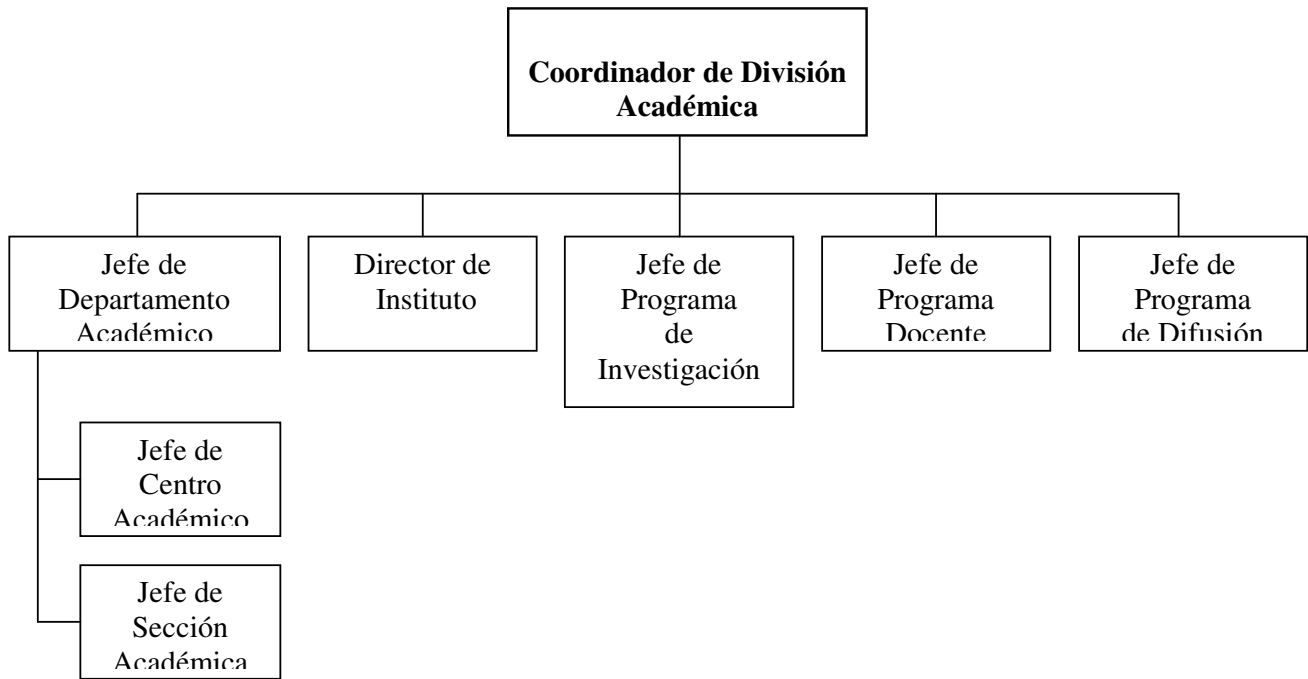 Coordinador de División
Académica
Jefe de
Departamento
Académico
Director de
Instituto
Jefe de
Programa
de
Investigación
Jefe de
Programa
Docente
Jefe de
Programa
de Difusión
Jefe de
Centro
Académico
Jefe de
Sección
Académica